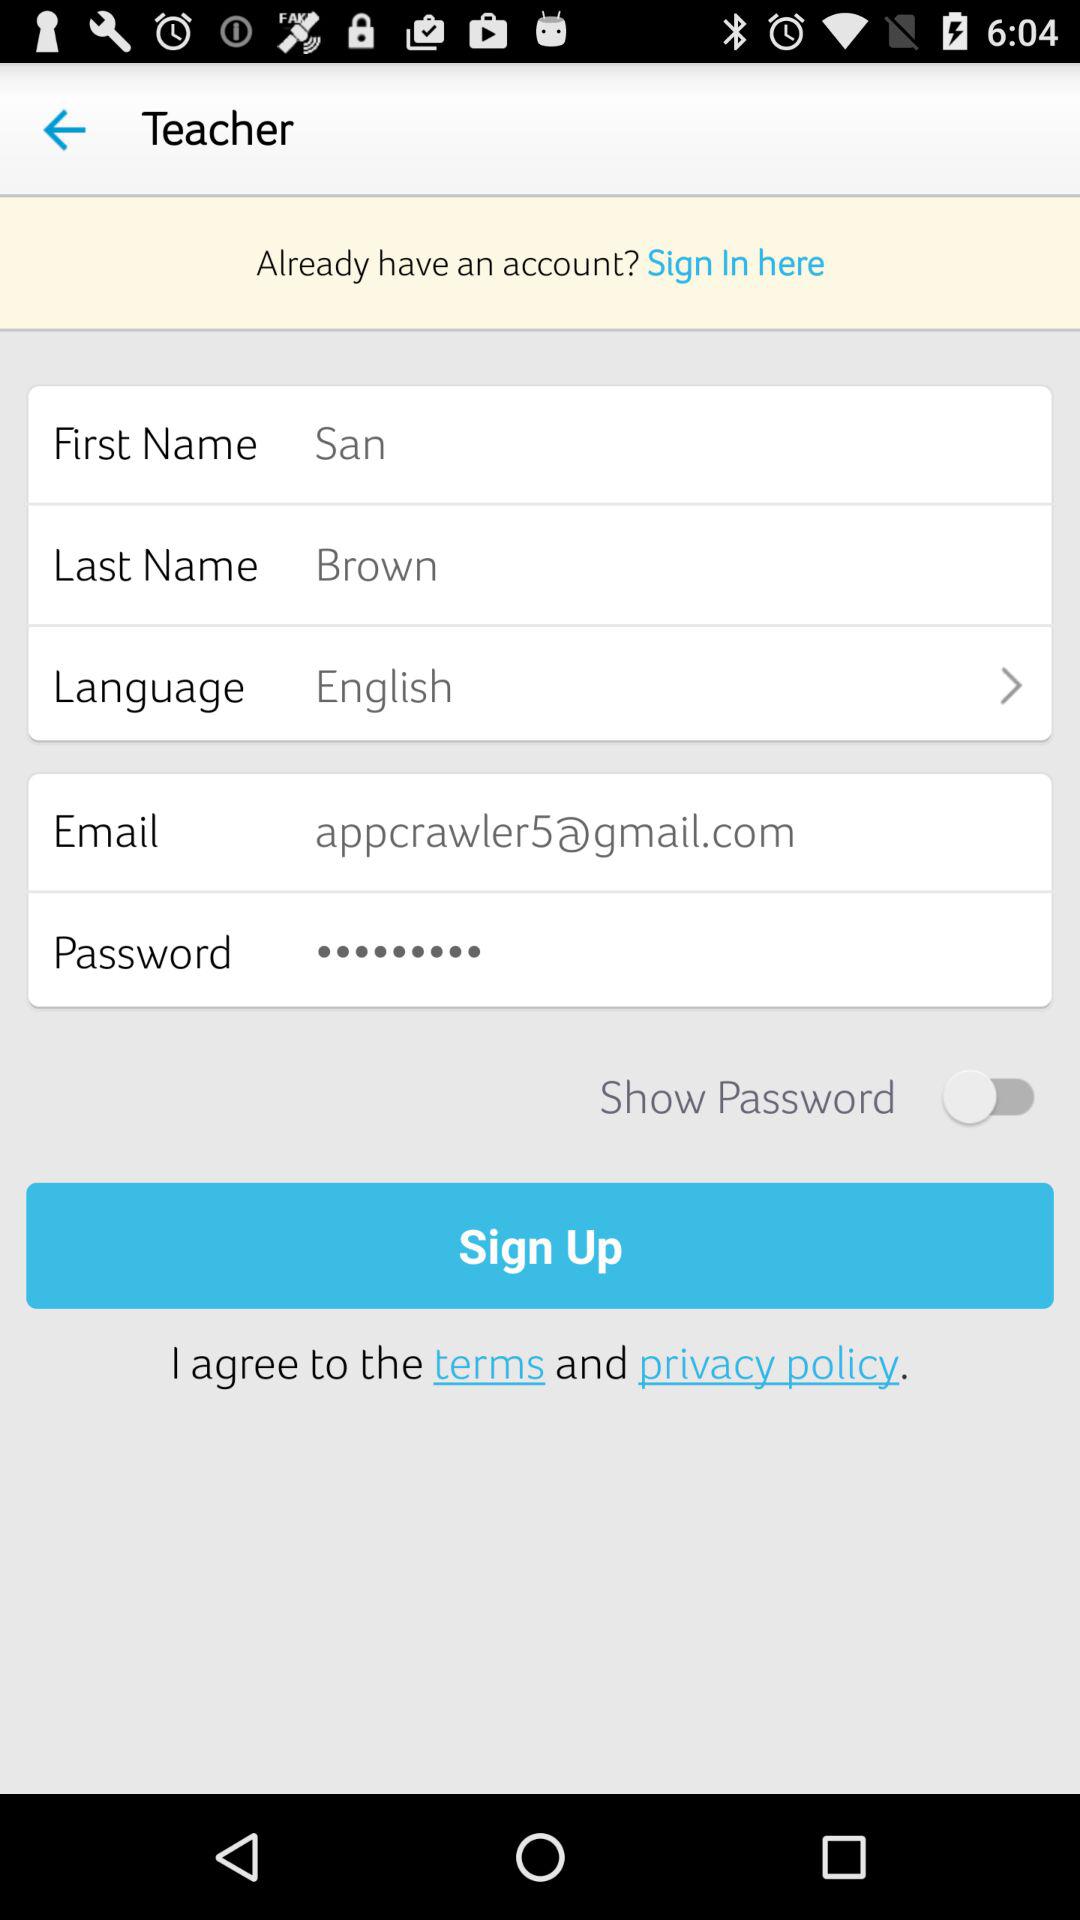 FAKE 6:04
Teacher
Already have an account? Sign In here
First Name San
Last Name Brown
Language English
Email appcrawler5@gmail.com
Password •••••••••
Show Password
Sign Up
I agree to the terms and privacy policy.